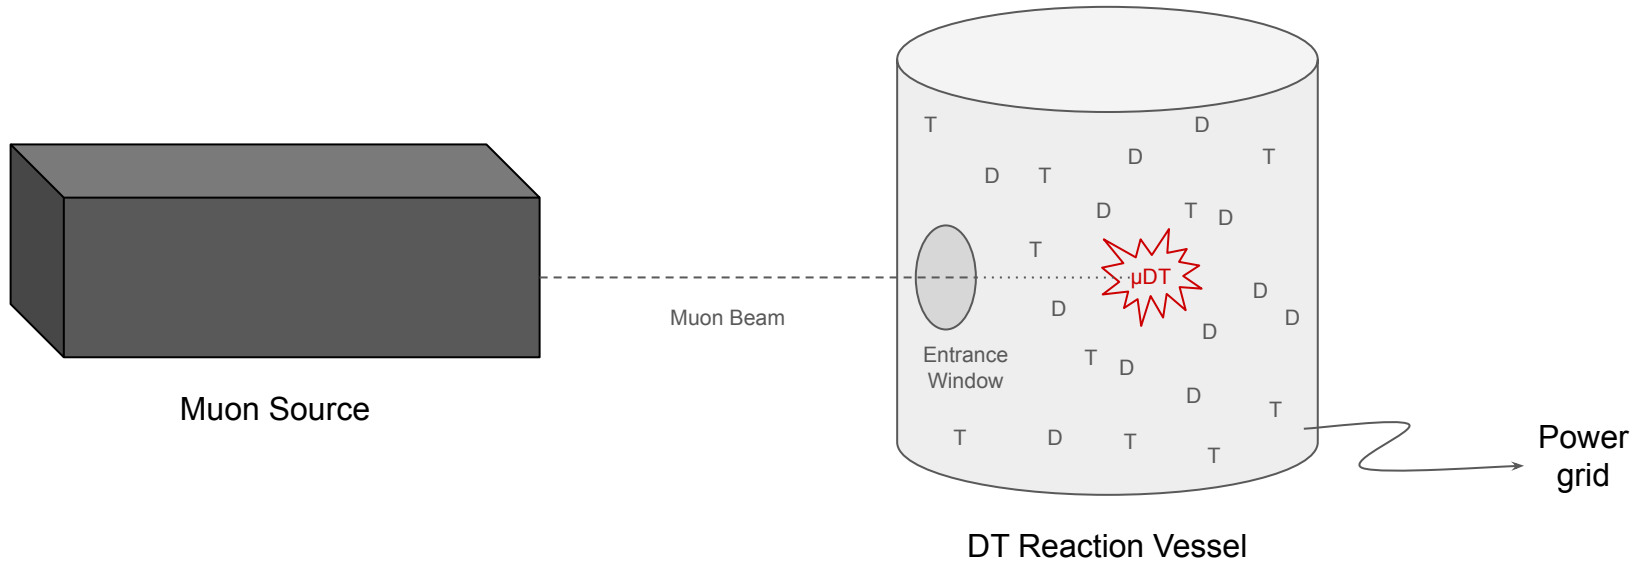 T
D
D
T
D
T
D
T
D
T
μDT
D
D
D
Muon Beam
D
Entrance
Window
T
D
D
T
Muon Source
T
D
T
T
Power
grid
DT Reaction Vessel